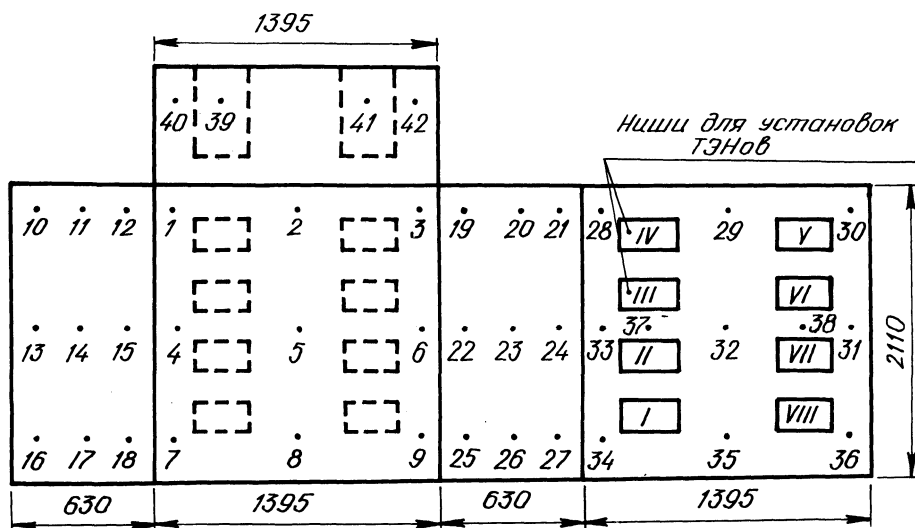 1395
40 39 41 42
Ниши для установок
ТЭНов
10 11 12 1 2 3 19 20 21 28 IV 29 V 30
III VI
37 38
13 14 15 4 5 6 22 23 24 33 II 32 VII 31
2110
I VIII
16 17 18 7 8 9 25 26 27 34 35 36
630 1395 630 1395